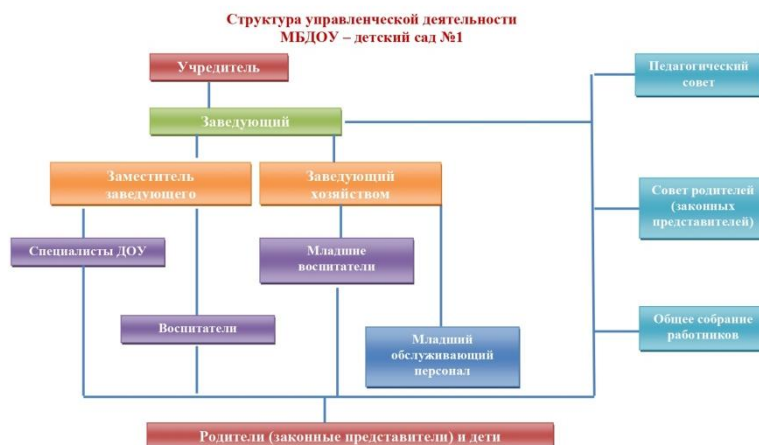 Структура управленческой деятельности
МБДОУ – детский сад №1
Учредитель
Педагогический
совет
Заведующий
Заместитель
заведующего
Заведующий
хозяйством
Совет родителей
(законных
представителей)
Специалисты ДОУ
Младшие
воспитатели
Воспитатели
Младший
обслуживающий
персонал
Общее собрание
работников
Родители (законные представители) и дети